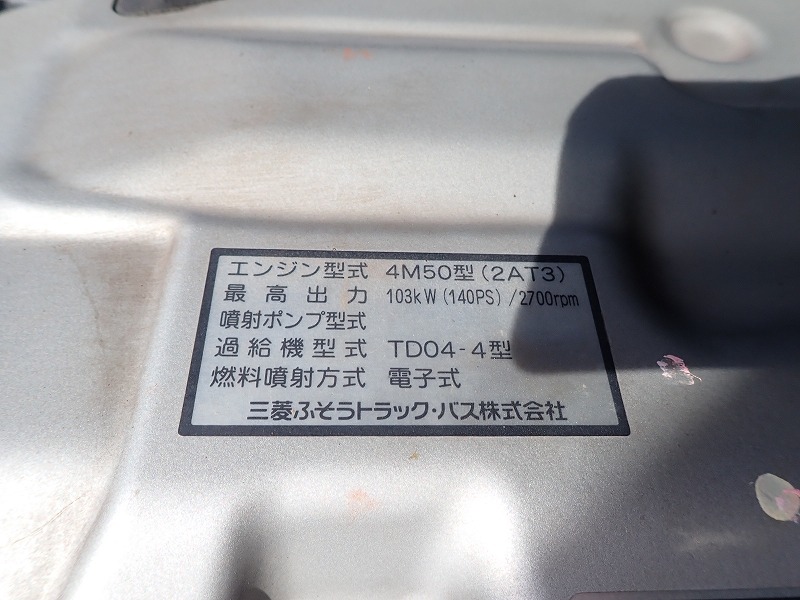 エンジン型式 4M50型(2AT3)
最高出力 103kW(140PS)/2700rpm
噴射ポンプ型式
過給機型式 TD04-4型
燃料噴射方式 電子式
三菱ふそうトラック・バス株式会社